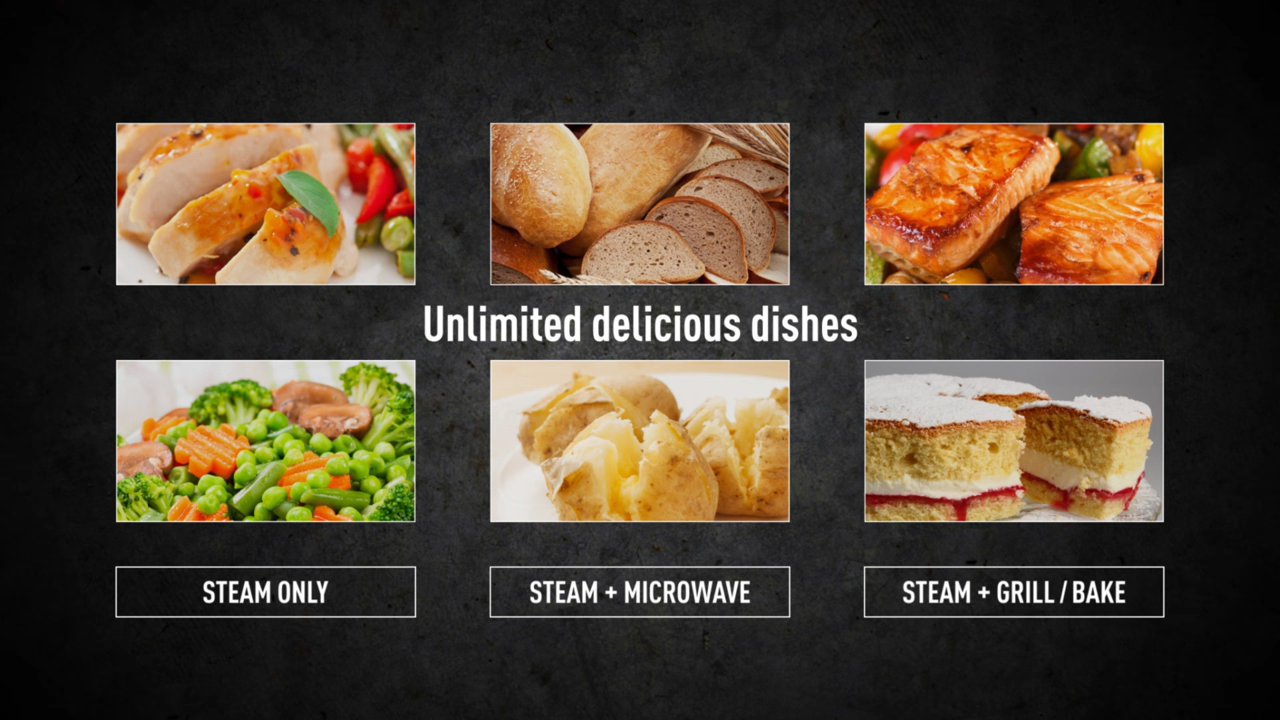 Unlimited delicious dishes
STEAM ONLY
STEAM + MICROWAVE
STEAM + GRILL / BAKE